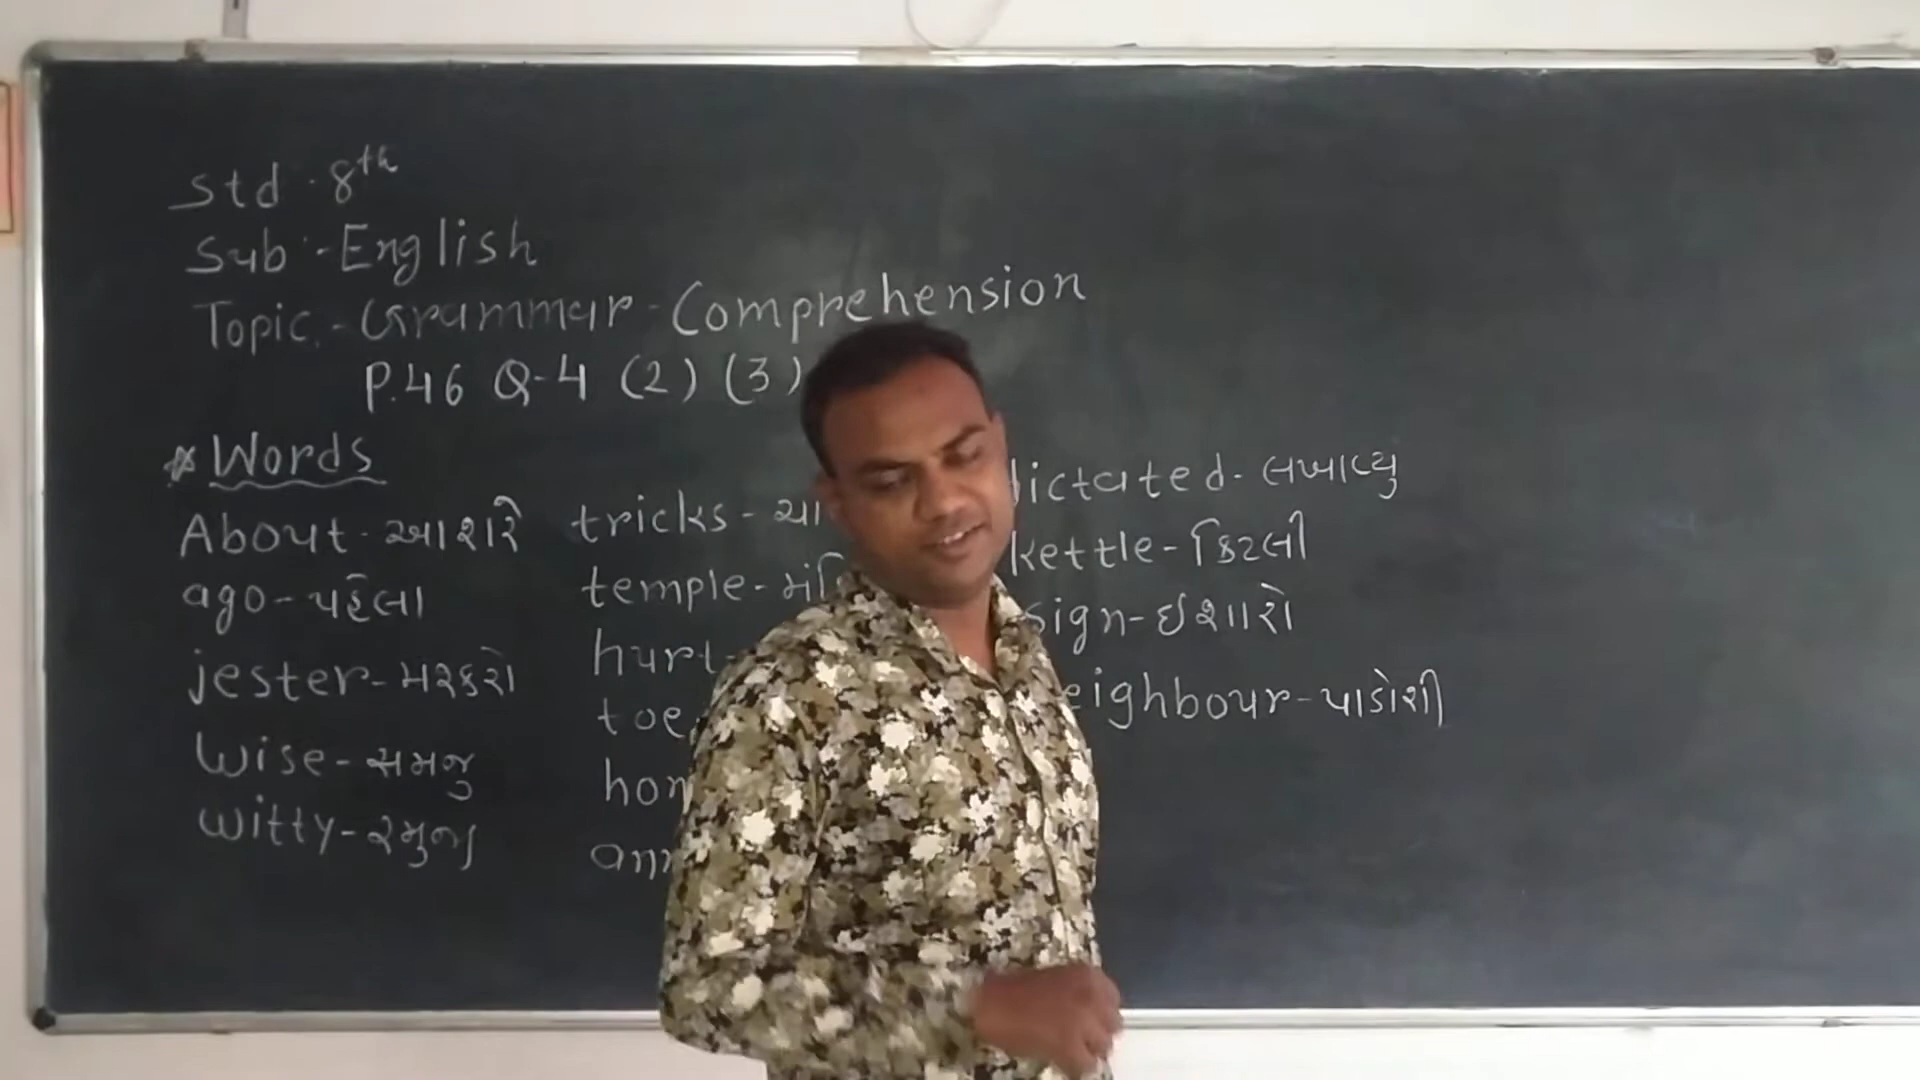 Std. 8th
Sub:-English
Topic:-Grammar-Comprehension
P.46 Q-4 (2) (3)
* Words
About-આશરે
ago-પહેલા
jester-મશ્કરો
Wise-સમજુ
witty-રમુજી
tricks-
temple-
hurt-
toe
dictated-લખાવ્યુ
kettle-કિટલી
sign-ઇશારો
neighbour-પાડોશી